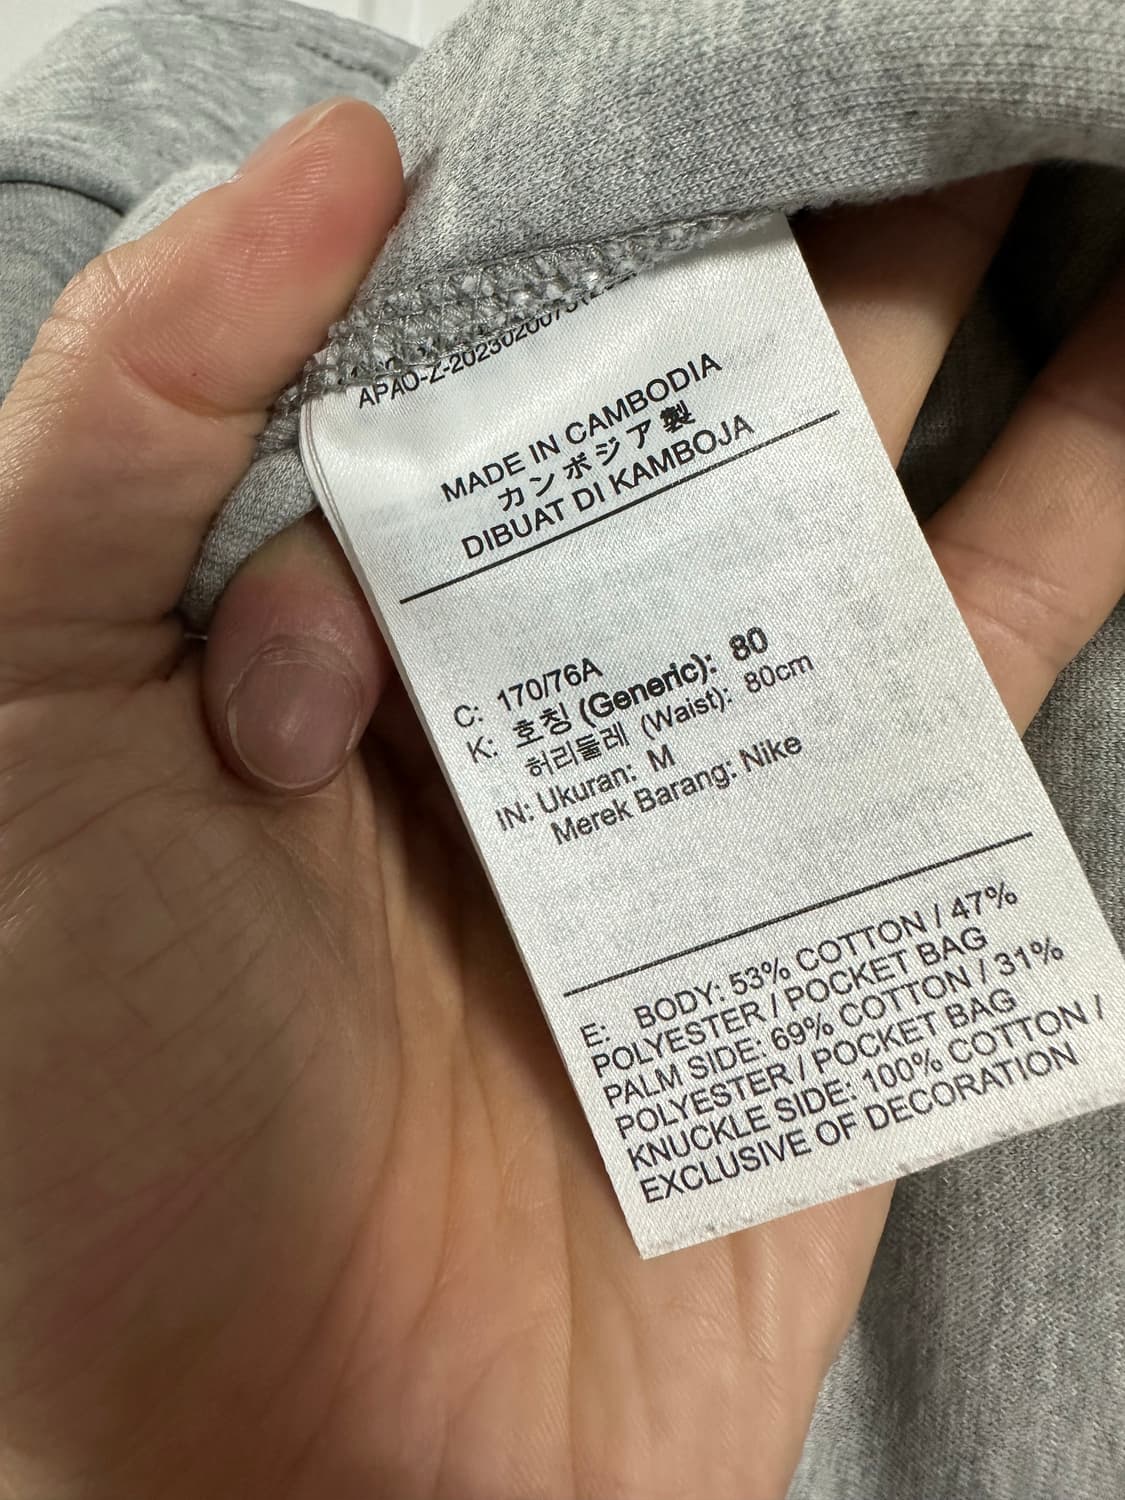 APAO-Z-2023020075
MADE IN CAMBODIA
カンボジア製
DIBUAT DI KAMBOJA
C: 170/76A
K: 호칭 (Generic): 80
허리둘레 (Waist): 80cm
IN: Ukuran: M
Merek Barang: Nike
E: BODY: 53% COTTON / 47%
POLYESTER / POCKET BAG
PALM SIDE: 69% COTTON / 31%
POLYESTER / POCKET BAG
KNUCKLE SIDE: 100% COTTON /
EXCLUSIVE OF DECORATION